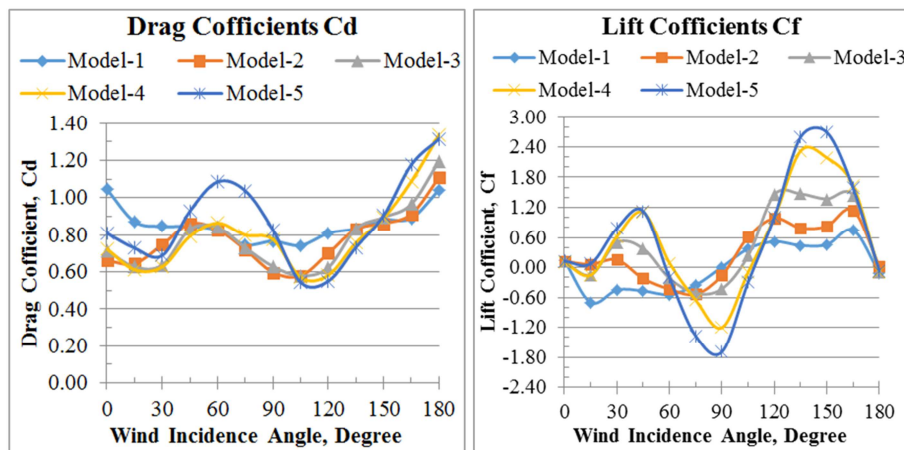 Drag Cofficients Cd
Model-1 Model-2 Model-3
Model-4 Model-5
1.40
1.20
1.00
0.80
0.60
0.40
0.20
0.00
Drag Cofficient, Cd
0 30 60 90 120 150 180
Wind Incidence Angle, Degree
Lift Cofficients Cf
Model-1 Model-2 Model-3
Model-4 Model-5
3.00
2.40
1.80
1.20
0.60
0.00
-0.60
-1.20
-1.80
-2.40
Lift Coefficient, Cf
0 30 60 90 120 150 180
Wind Incidence Angle, Degree